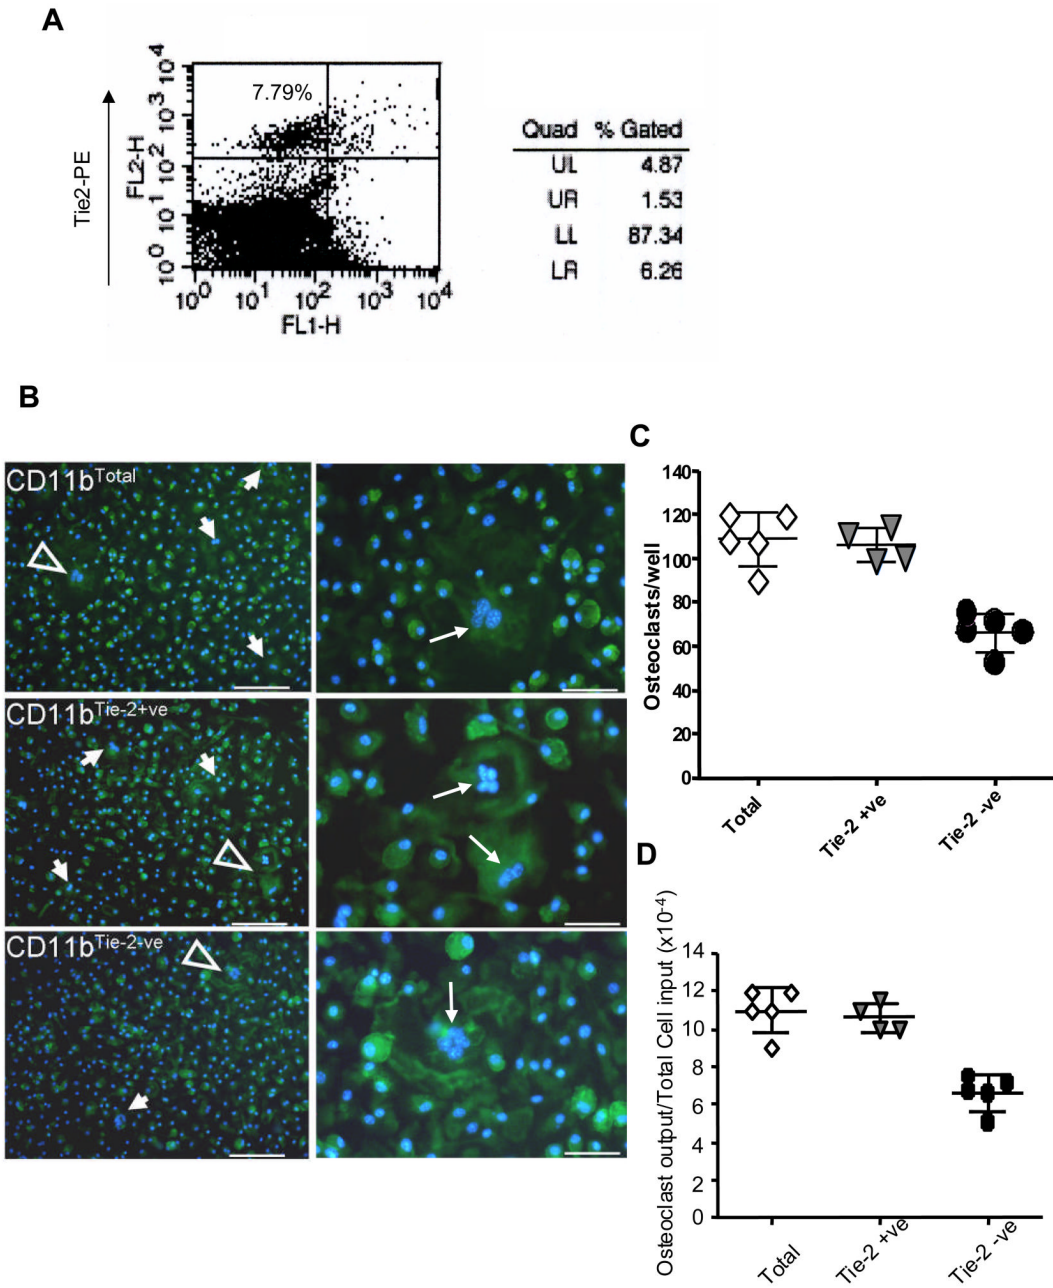 A
10^0 10^1 10^2 10^3 10^4
FL2-H
Tie2-PE
7.79%
10^0 10^1 10^2 10^3 10^4
FL1-H
Quad % Gated
UL 4.87
UR 1.53
LL 87.34
LR 6.26
B
CD11b^Total
CD11b^Tie-2+ve
CD11b^Tie-2-ve
C
140
120
100
80
60
40
20
0
Osteoclasts/well
Total Tie-2 +ve Tie-2 -ve
D
14
12
10
8
6
4
2
0
Osteoclast output/Total Cell input (x10^-4)
Total Tie-2 +ve Tie-2 -ve